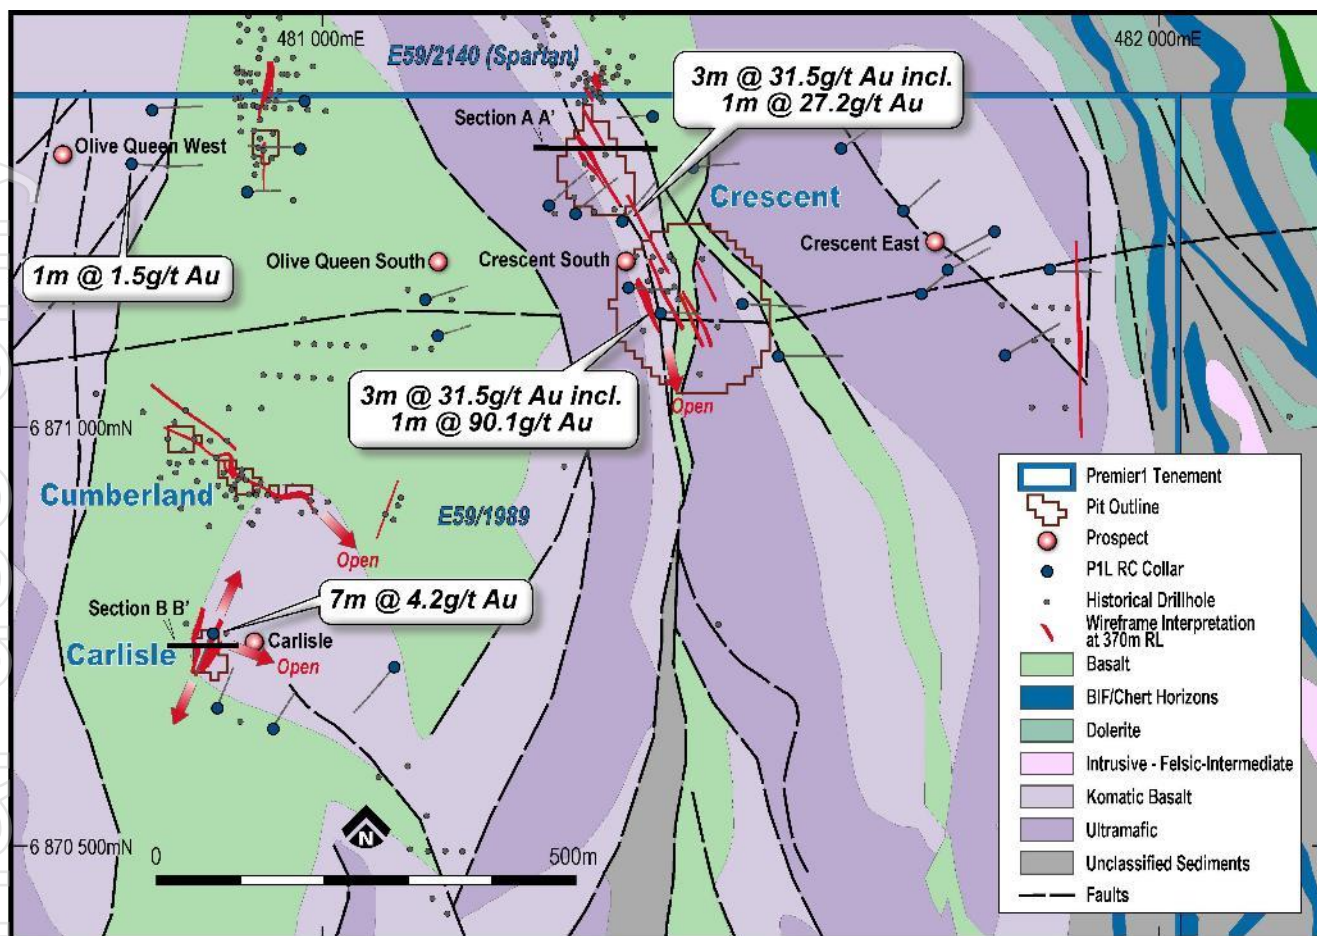 481 000mE
482 000mE
E59/2140 (Spartan)
3m @ 31.5g/t Au incl.
1m @ 27.2g/t Au
Section A A'
Olive Queen West
Crescent
Crescent East
1m @ 1.5g/t Au
Olive Queen South
Crescent South
3m @ 31.5g/t Au incl.
1m @ 90.1g/t Au
Open
6 871 000mN
Cumberland
E59/1989
Open
7m @ 4.2g/t Au
Section B B'
Carlisle
Carlisle
Open
Premier1 Tenement
Pit Outline
Prospect
P1L RC Collar
Historical Drillhole
Wireframe Interpretation
at 370m RL
Basalt
BIF/Chert Horizons
Dolerite
Intrusive - Felsic-Intermediate
Komatic Basalt
Ultramafic
Unclassified Sediments
Faults
6 870 500mN
N
0
500m